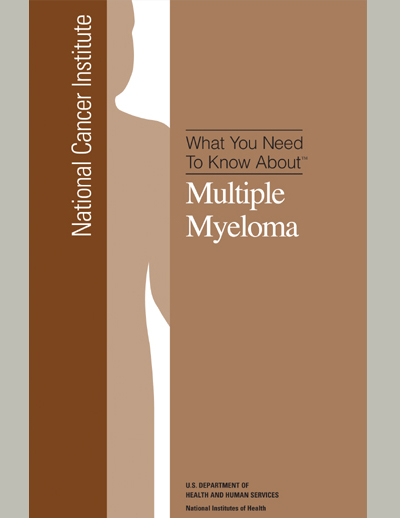 National Cancer Institute
What You Need
To Know About™
Multiple
Myeloma
U.S. DEPARTMENT OF
HEALTH AND HUMAN SERVICES
National Institutes of Health